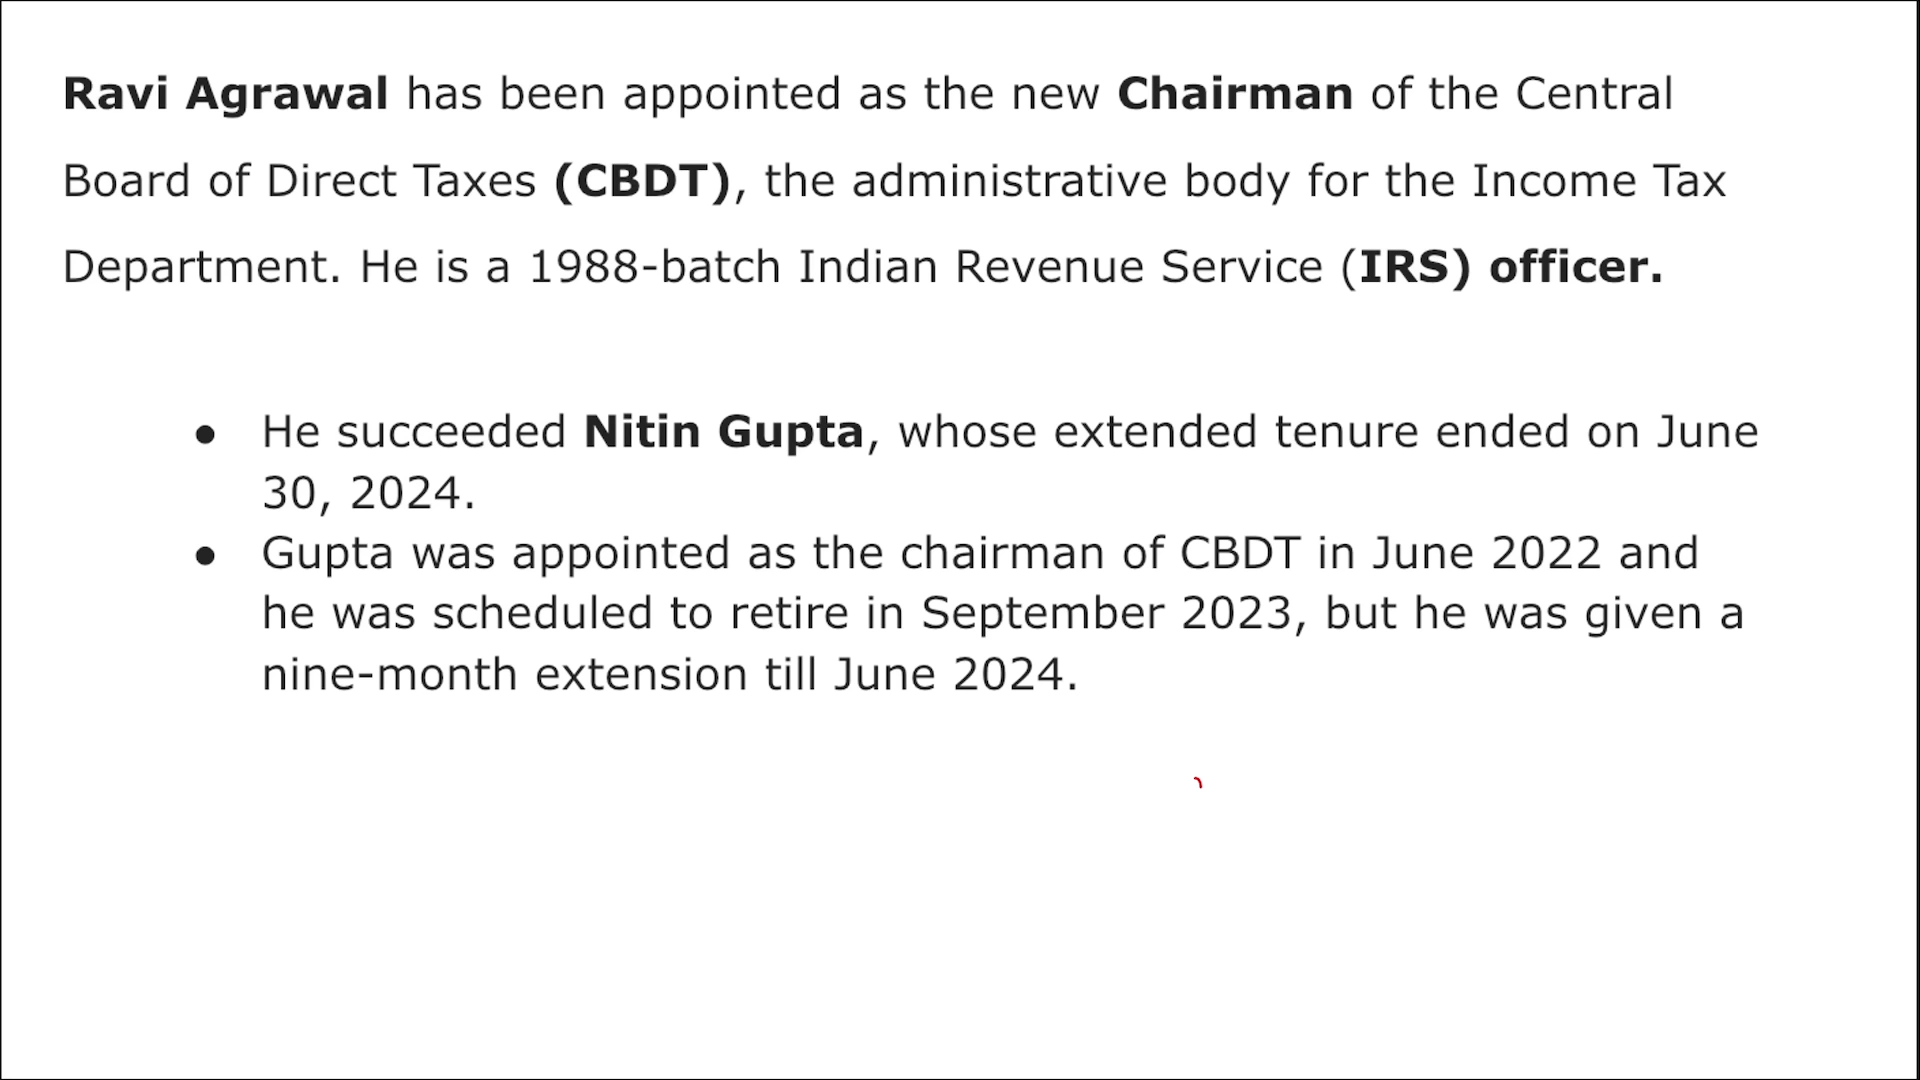 Ravi Agrawal has been appointed as the new Chairman of the Central
Board of Direct Taxes (CBDT), the administrative body for the Income Tax
Department. He is a 1988-batch Indian Revenue Service (IRS) officer.
● He succeeded Nitin Gupta, whose extended tenure ended on June
30, 2024.
● Gupta was appointed as the chairman of CBDT in June 2022 and
he was scheduled to retire in September 2023, but he was given a
nine-month extension till June 2024.